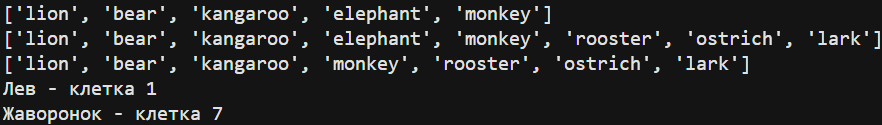 ['lion', 'bear', 'kangaroo', 'elephant', 'monkey']
['lion', 'bear', 'kangaroo', 'elephant', 'monkey', 'rooster', 'ostrich', 'lark']
['lion', 'bear', 'kangaroo', 'monkey', 'rooster', 'ostrich', 'lark']
Лев - клетка 1
Жаворонок - клетка 7